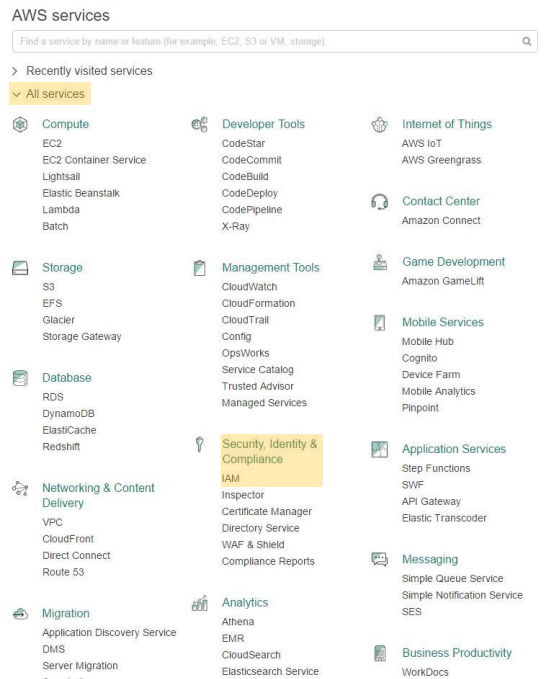 AWS services
Find a service by name or feature (for example, EC2, S3 or VM, storage).
Recently visited services
All services
Compute
EC2
EC2 Container Service
Lightsail
Elastic Beanstalk
Lambda
Batch
Storage
S3
EFS
Glacier
Storage Gateway
Database
RDS
DynamoDB
ElastiCache
Redshift
Networking & Content
Delivery
VPC
CloudFront
Direct Connect
Route 53
Migration
Application Discovery Service
DMS
Server Migration
Developer Tools
CodeStar
CodeCommit
CodeBuild
CodeDeploy
CodePipeline
X-Ray
Management Tools
CloudWatch
CloudFormation
CloudTrail
Config
OpsWorks
Service Catalog
Trusted Advisor
Managed Services
Security, Identity &
Compliance
IAM
Inspector
Certificate Manager
Directory Service
WAF & Shield
Compliance Reports
Analytics
Athena
EMR
CloudSearch
Elasticsearch Service
Internet of Things
AWS IoT
AWS Greengrass
Contact Center
Amazon Connect
Game Development
Amazon GameLift
Mobile Services
Mobile Hub
Cognito
Device Farm
Mobile Analytics
Pinpoint
Application Services
Step Functions
SWF
API Gateway
Elastic Transcoder
Messaging
Simple Queue Service
Simple Notification Service
SES
Business Productivity
WorkDocs